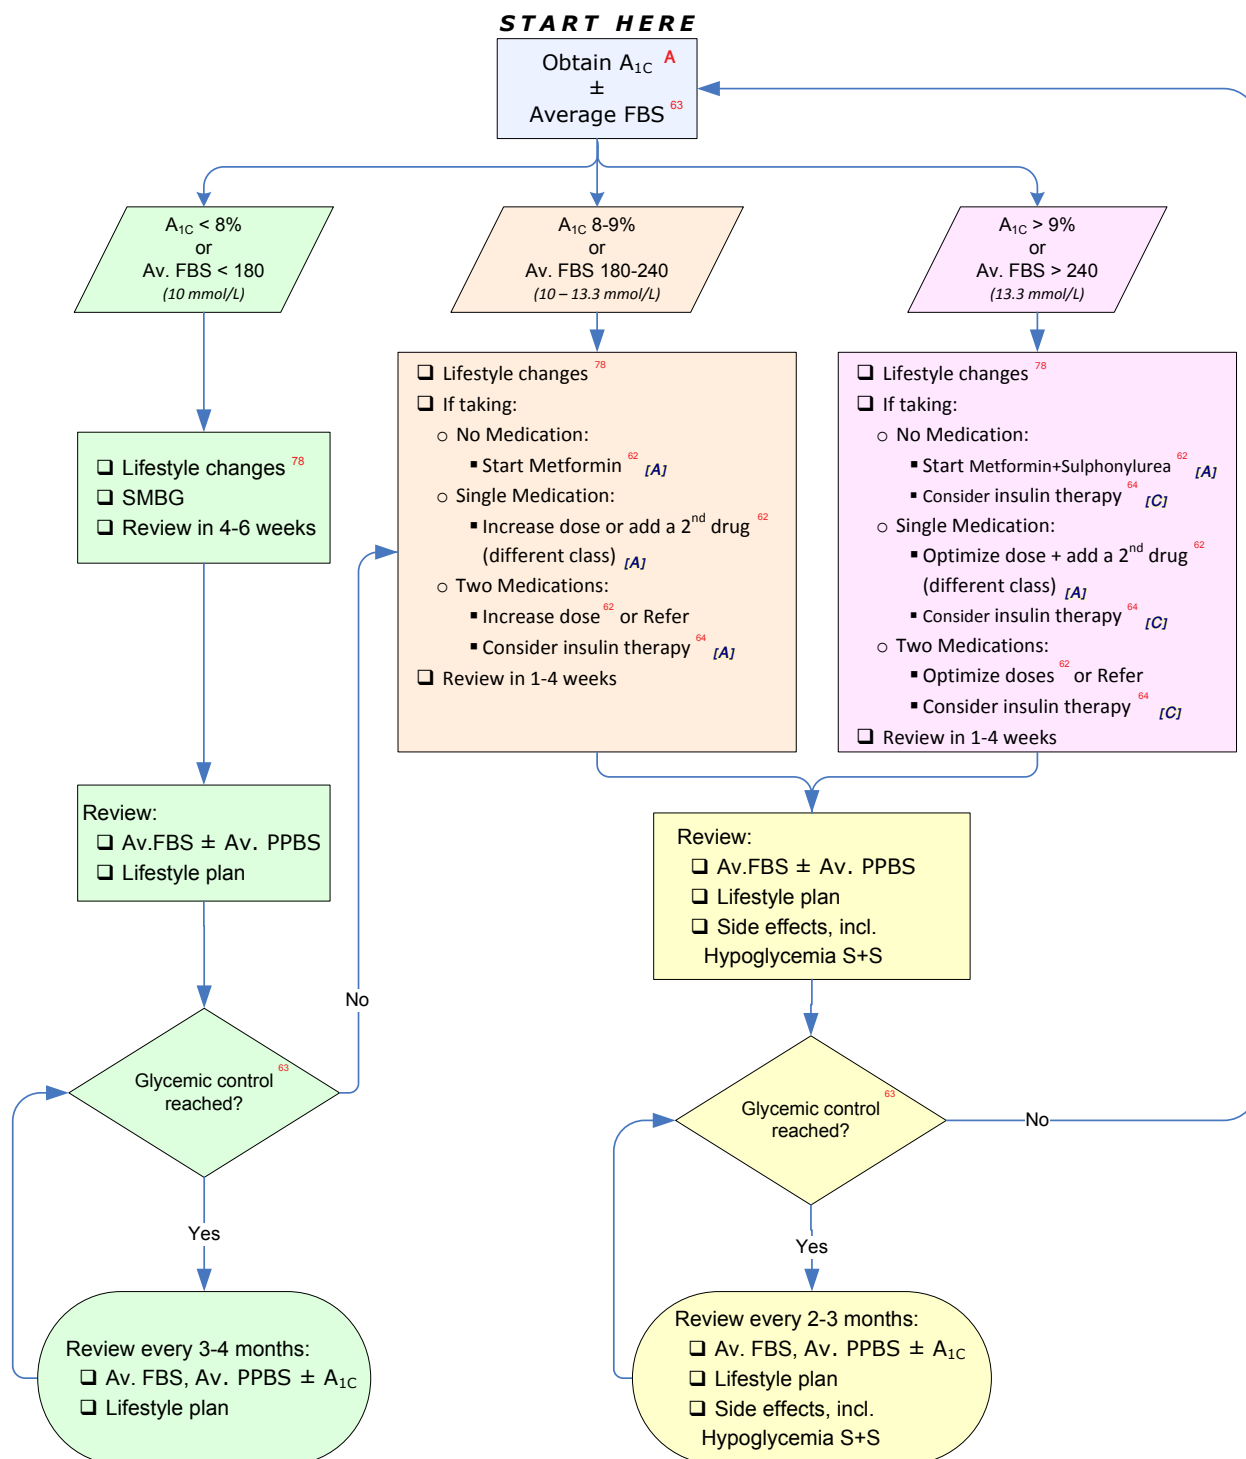 START HERE
Obtain A1C A
±
Average FBS 63
A1C < 8%
or
Av. FBS < 180
(10 mmol/L)
A1C 8-9%
or
Av. FBS 180-240
(10 – 13.3 mmol/L)
A1C > 9%
or
Av. FBS > 240
(13.3 mmol/L)
❑ Lifestyle changes 78
❑ SMBG
❑ Review in 4-6 weeks
❑ Lifestyle changes 78
❑ If taking:
○ No Medication:
▪ Start Metformin 62 [A]
○ Single Medication:
▪ Increase dose or add a 2nd drug 62
(different class) [A]
○ Two Medications:
▪ Increase dose 62 or Refer
▪ Consider insulin therapy 64 [A]
❑ Review in 1-4 weeks
❑ Lifestyle changes 78
❑ If taking:
○ No Medication:
▪ Start Metformin+Sulphonylurea 62 [A]
▪ Consider insulin therapy 64 [C]
○ Single Medication:
▪ Optimize dose + add a 2nd drug 62
(different class) [A]
▪ Consider insulin therapy 64 [C]
○ Two Medications:
▪ Optimize doses 62 or Refer
▪ Consider insulin therapy 64 [C]
❑ Review in 1-4 weeks
Review:
❑ Av.FBS ± Av. PPBS
❑ Lifestyle plan
Review:
❑ Av.FBS ± Av. PPBS
❑ Lifestyle plan
❑ Side effects, incl.
Hypoglycemia S+S
Glycemic control 63
reached?
No
Yes
Glycemic control 63
reached?
No
Yes
Review every 3-4 months:
❑ Av. FBS, Av. PPBS ± A1C
❑ Lifestyle plan
Review every 2-3 months:
❑ Av. FBS, Av. PPBS ± A1C
❑ Lifestyle plan
❑ Side effects, incl.
Hypoglycemia S+S